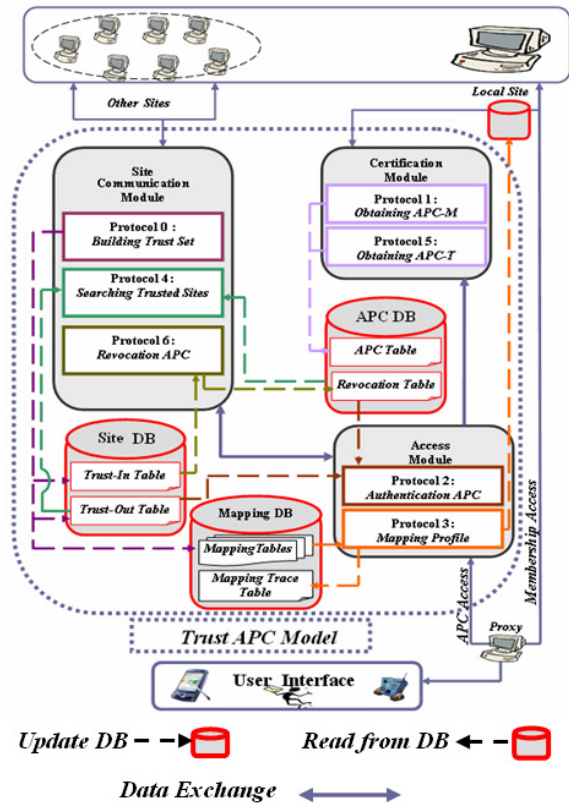 Other Sites
Local Site
Site
Communication
Module
Protocol 0 :
Building Trust Set
Protocol 4 :
Searching Trusted Sites
Protocol 6 :
Revocation APC
Certification
Module
Protocol 1 :
Obtaining APC-M
Protocol 5 :
Obtaining APC-T
APC DB
APC Table
Revocation Table
Site DB
Trust-In Table
Trust-Out Table
Mapping DB
MappingTables
Mapping Trace
Table
Access
Module
Protocol 2 :
Authentication APC
Protocol 3 :
Mapping Profile
APC Access
Membership Access
Proxy
Trust APC Model
User Interface
Update DB
Read from DB
Data Exchange